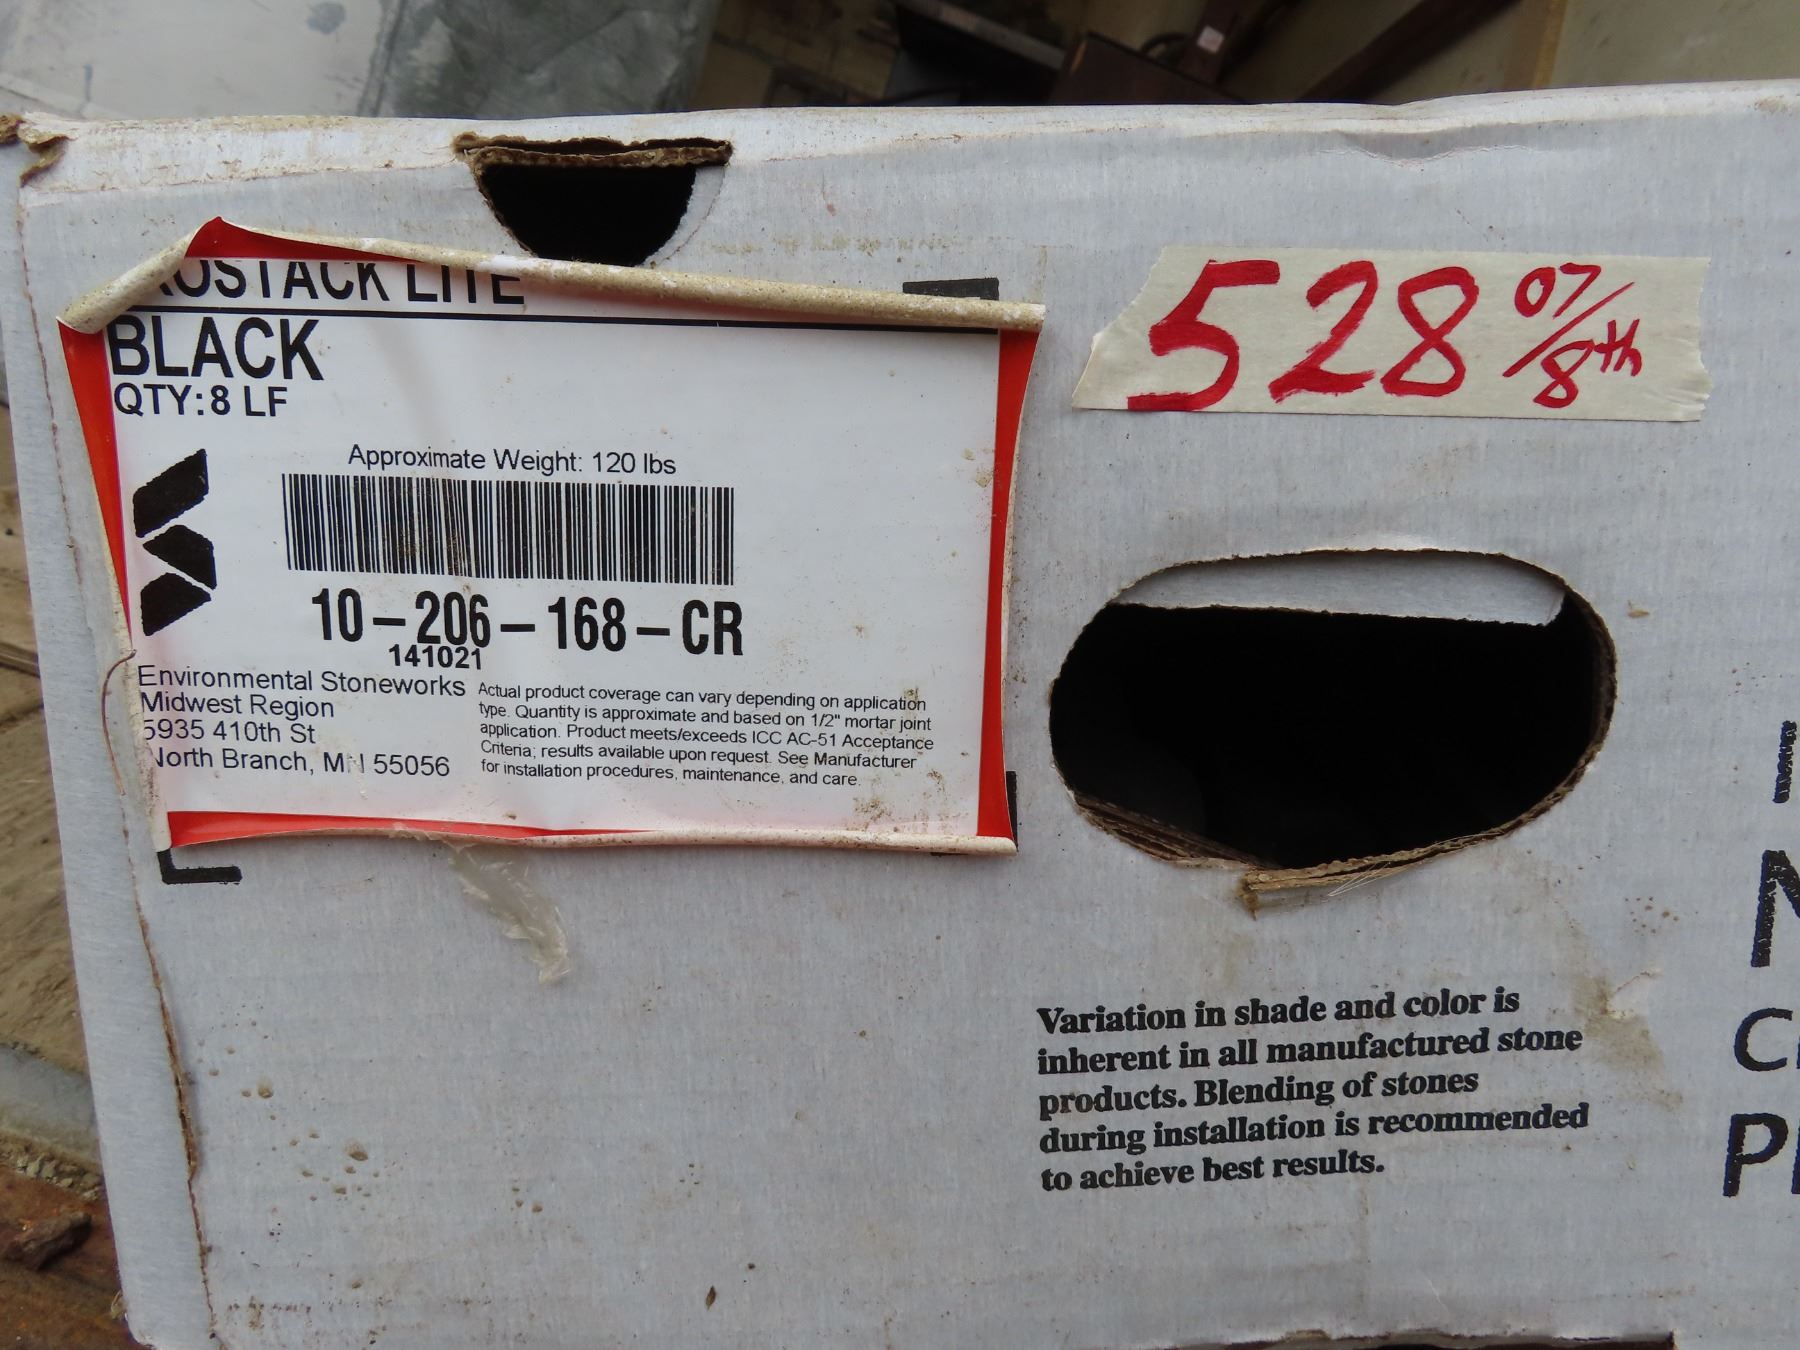 OSTACK LITE
BLACK
QTY: 8 LF
Approximate Weight: 120 lbs
10-206-168-CR
141021
Environmental Stoneworks
Midwest Region
5935 410th St
North Branch, MN 55056
Actual product coverage can vary depending on application
type. Quantity is approximate and based on 1/2" mortar joint
application. Product meets/exceeds ICC AC-51 Acceptance
Criteria; results available upon request. See Manufacturer
for installation procedures, maintenance, and care.
528 07/8th
Variation in shade and color is
inherent in all manufactured stone
products. Blending of stones
during installation is recommended
to achieve best results.